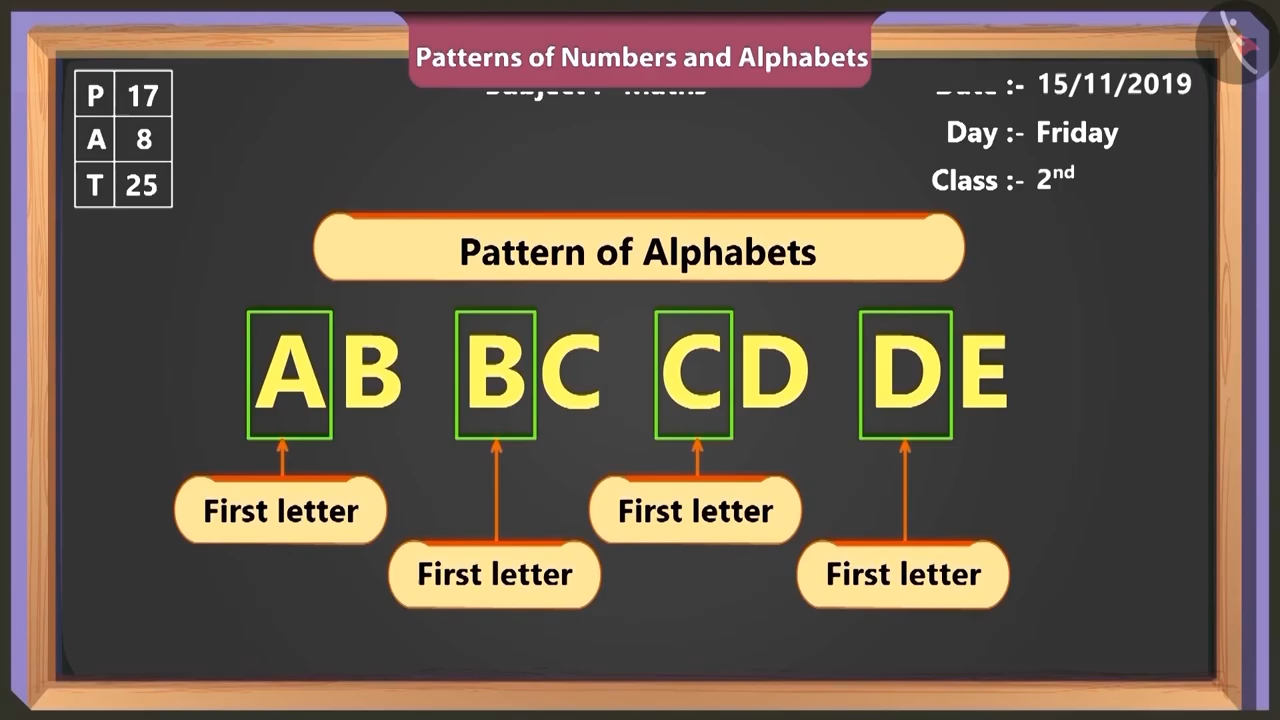 Patterns of Numbers and Alphabets
P 17
A 8
T 25
:- 15/11/2019
Day :- Friday
Class :- 2nd
Pattern of Alphabets
AB BC CD DE
First letter
First letter
First letter
First letter